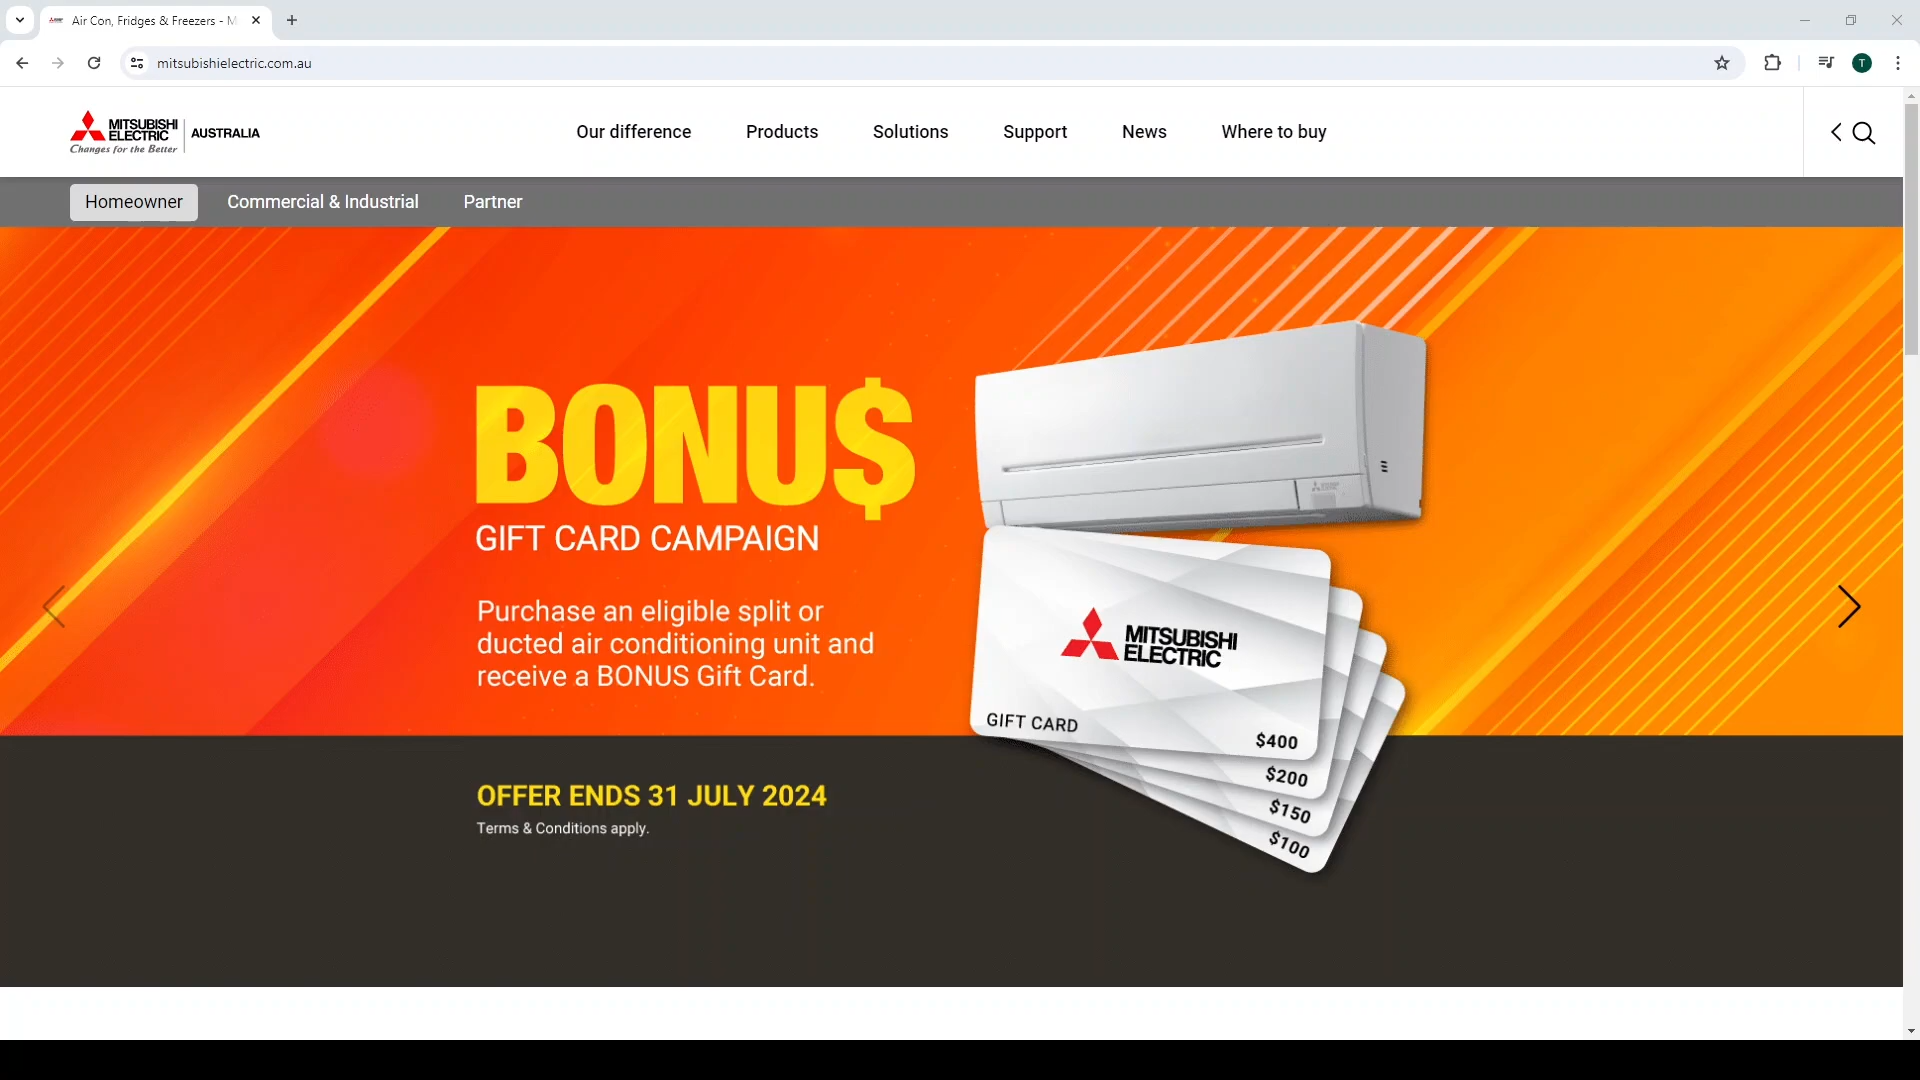 Air Con, Fridges & Freezers - M
mitsubishielectric.com.au
T
MITSUBISHI
ELECTRIC
Changes for the Better
AUSTRALIA
Our difference
Products
Solutions
Support
News
Where to buy
Homeowner
Commercial & Industrial
Partner
BONU$
GIFT CARD CAMPAIGN
Purchase an eligible split or
ducted air conditioning unit and
receive a BONUS Gift Card.
MITSUBISHI
ELECTRIC
GIFT CARD
$400
$200
$150
$100
OFFER ENDS 31 JULY 2024
Terms & Conditions apply.